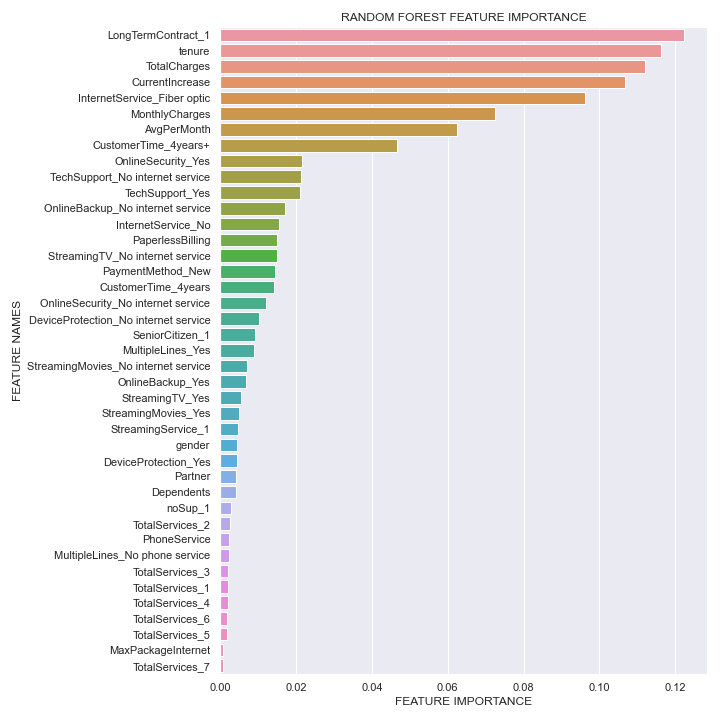 RANDOM FOREST FEATURE IMPORTANCE
LongTermContract_1
tenure
TotalCharges
CurrentIncrease
InternetService_Fiber optic
MonthlyCharges
AvgPerMonth
CustomerTime_4years+
OnlineSecurity_Yes
TechSupport_No internet service
TechSupport_Yes
OnlineBackup_No internet service
InternetService_No
PaperlessBilling
StreamingTV_No internet service
PaymentMethod_New
CustomerTime_4years
OnlineSecurity_No internet service
DeviceProtection_No internet service
SeniorCitizen_1
MultipleLines_Yes
StreamingMovies_No internet service
OnlineBackup_Yes
StreamingTV_Yes
StreamingMovies_Yes
StreamingService_1
gender
DeviceProtection_Yes
Partner
Dependents
noSup_1
TotalServices_2
PhoneService
MultipleLines_No phone service
TotalServices_3
TotalServices_1
TotalServices_4
TotalServices_6
TotalServices_5
MaxPackageInternet
TotalServices_7
FEATURE NAMES
0.00 0.02 0.04 0.06 0.08 0.10 0.12
FEATURE IMPORTANCE